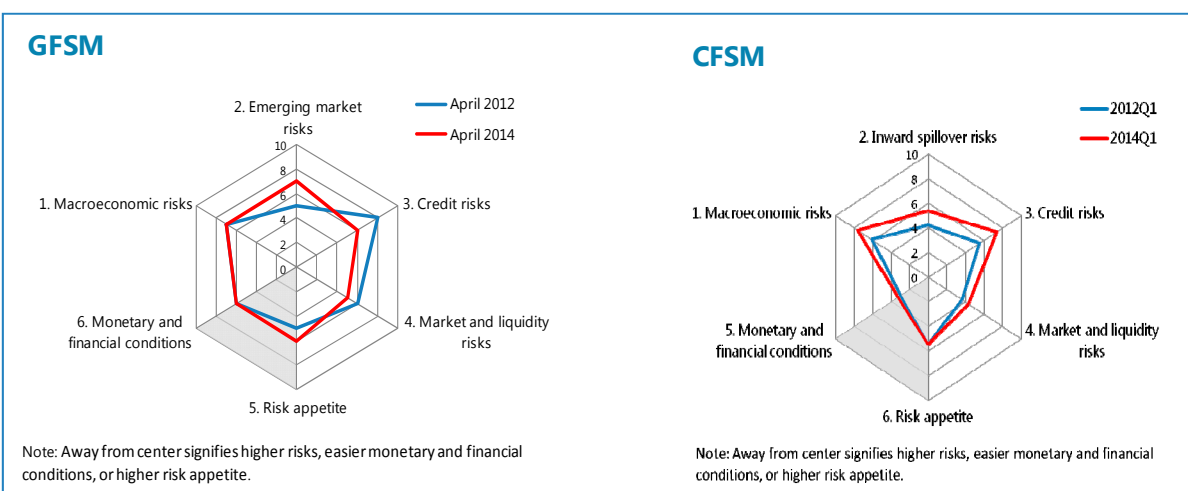 GFSM
April 2012
April 2014
2. Emerging market
risks
10
8
6
4
2
0
1. Macroeconomic risks
3. Credit risks
6. Monetary and
financial conditions
4. Market and liquidity
risks
5. Risk appetite
Note: Away from center signifies higher risks, easier monetary and financial
conditions, or higher risk appetite.
CFSM
2012Q1
2014Q1
2. Inward spillover risks
10
8
6
4
2
0
1. Macroeconomic risks
3. Credit risks
5. Monetary and
financial conditions
4. Market and liquidity
risks
6. Risk appetite
Note: Away from center signifies higher risks, easier monetary and financial
conditions, or higher risk appetite.